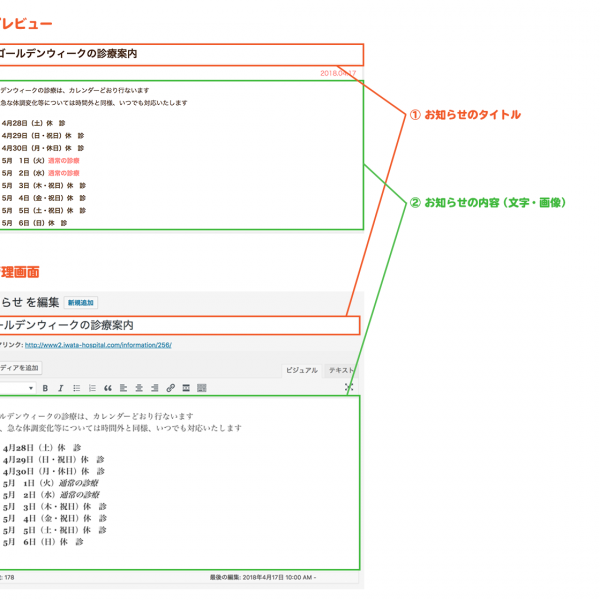 プレビュー
ゴールデンウィークの診療案内
2018.04.17
デンウィークの診療は、カレンダーどおり行ないます
急な体調変化等については時間外と同様、いつでも対応いたします
4月28日（土）休　診
4月29日（日・祝日）休　診
4月30日（月・休日）休　診
5月　1日（火）通常の診療
5月　2日（水）通常の診療
5月　3日（木・祝日）休　診
5月　4日（金・祝日）休　診
5月　5日（土・祝日）休　診
5月　6日（日）休　診
① お知らせのタイトル
② お知らせの内容（文字・画像）
理画面
らせ を編集 新規追加
ールデンウィークの診療案内
リンク: http://www2.iwata-hospital.com/information/256/
ディアを追加
ビジュアル テキスト
B I
ルデンウィークの診療は、カレンダーどおり行ないます
、急な体調変化等については時間外と同様、いつでも対応いたします
4月28日（土）休　診
4月29日（日・祝日）休　診
4月30日（月・休日）休　診
5月　1日（火）通常の診療
5月　2日（水）通常の診療
5月　3日（木・祝日）休　診
5月　4日（金・祝日）休　診
5月　5日（土・祝日）休　診
5月　6日（日）休　診
: 178
最後の編集: 2018年4月17日 10:00 AM -